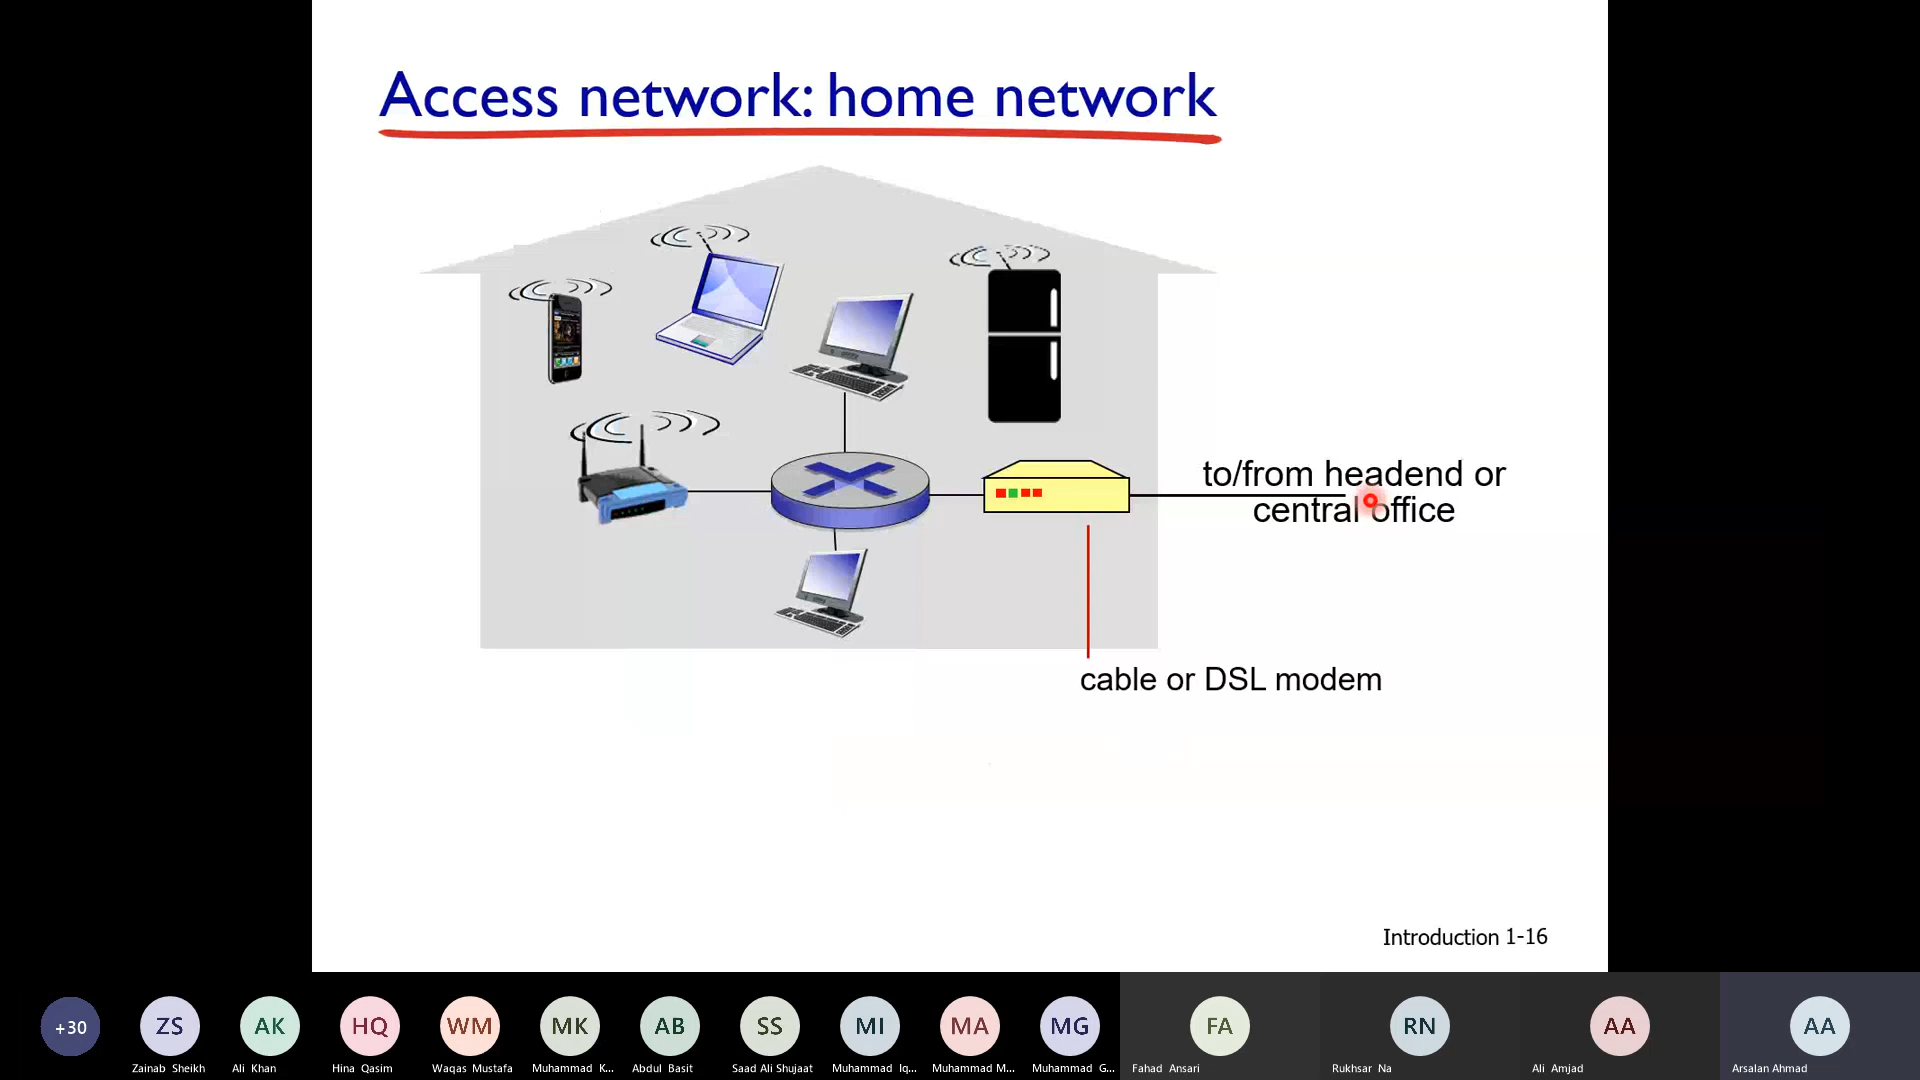 Access network: home network
to/from headend or
central office
cable or DSL modem
Introduction 1-16
+30
ZS
AK
HQ
WM
MK
AB
SS
MI
MA
MG
FA
RN
AA
AA
Zainab Sheikh
Ali Khan
Hina Qasim
Waqas Mustafa
Muhammad K...
Abdul Basit
Saad Ali Shujaat
Muhammad Iq...
Muhammad M...
Muhammad G...
Fahad Ansari
Rukhsar Na
Ali Amjad
Arsalan Ahmad